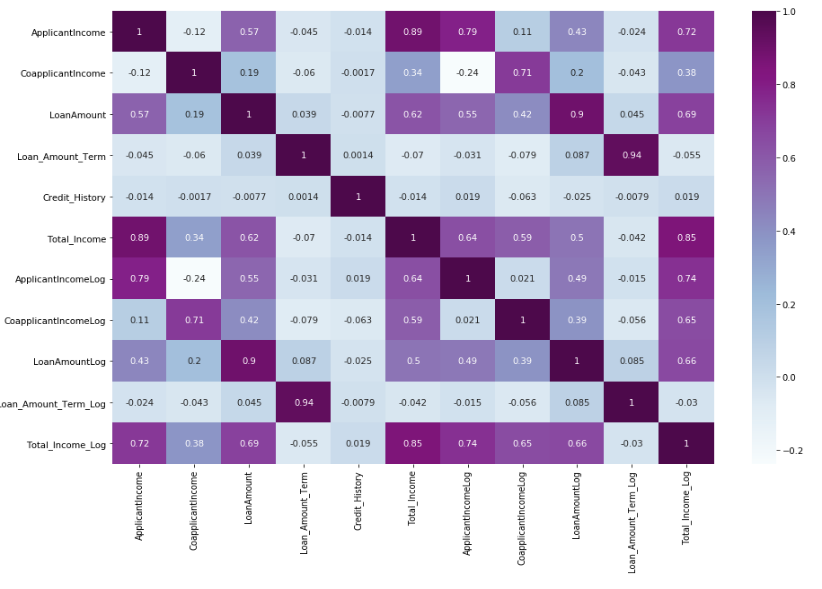 ApplicantIncome 1 -0.12 0.57 -0.045 -0.014 0.89 0.79 0.11 0.43 -0.024 0.72
CoapplicantIncome -0.12 1 0.19 -0.06 -0.0017 0.34 -0.24 0.71 0.2 -0.043 0.38
LoanAmount 0.57 0.19 1 0.039 -0.0077 0.62 0.55 0.42 0.9 0.045 0.69
Loan_Amount_Term -0.045 -0.06 0.039 1 0.0014 -0.07 -0.031 -0.079 0.087 0.94 -0.055
Credit_History -0.014 -0.0017 -0.0077 0.0014 1 -0.014 0.019 -0.063 -0.025 -0.0079 0.019
Total_Income 0.89 0.34 0.62 -0.07 -0.014 1 0.64 0.59 0.5 -0.042 0.85
ApplicantIncomeLog 0.79 -0.24 0.55 -0.031 0.019 0.64 1 0.021 0.49 -0.015 0.74
CoapplicantIncomeLog 0.11 0.71 0.42 -0.079 -0.063 0.59 0.021 1 0.39 -0.056 0.65
LoanAmountLog 0.43 0.2 0.9 0.087 -0.025 0.5 0.49 0.39 1 0.085 0.66
oan_Amount_Term_Log -0.024 -0.043 0.045 0.94 -0.0079 -0.042 -0.015 -0.056 0.085 1 -0.03
Total_Income_Log 0.72 0.38 0.69 -0.055 0.019 0.85 0.74 0.65 0.66 -0.03 1
ApplicantIncome
CoapplicantIncome
LoanAmount
Loan_Amount_Term
Credit_History
Total_Income
ApplicantIncomeLog
CoapplicantIncomeLog
LoanAmountLog
Loan_Amount_Term_Log
Total_Income_Log
1.0
0.8
0.6
0.4
0.2
0.0
−0.2